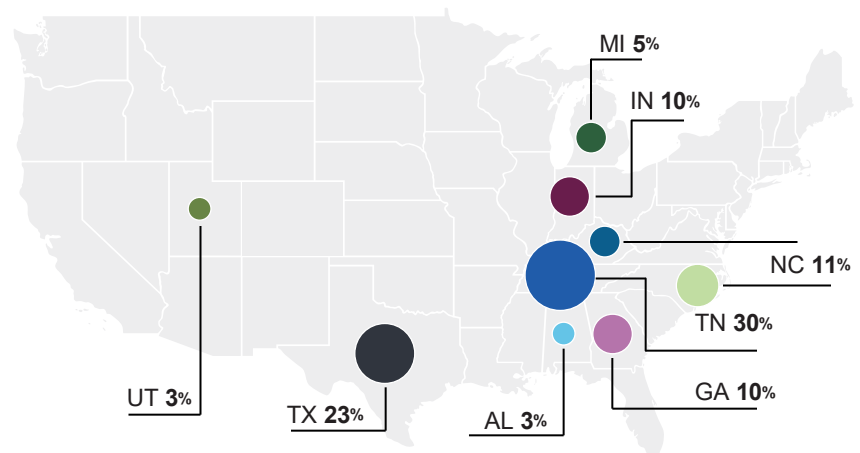 MI 5%
IN 10%
NC 11%
TN 30%
UT 3%
TX 23%
AL 3%
GA 10%